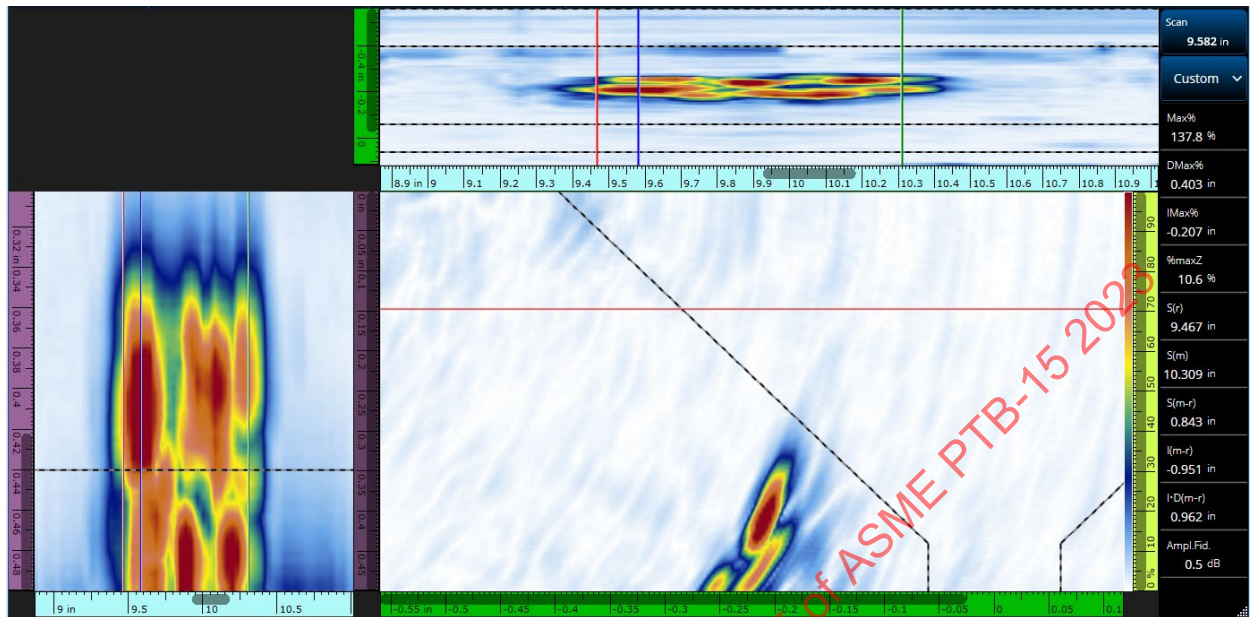 Scan
9.582 in
Custom
Max%
137.8 %
DMax%
0.403 in
IMax%
-0.207 in
%maxZ
10.6 %
S(r)
9.467 in
S(m)
10.309 in
S(m-r)
0.843 in
I(m-r)
-0.951 in
I^D(m-r)
0.962 in
Ampl.Fid.
0.5 dB
-0.4 in
-0.2
0
8.9 in 9 9.1 9.2 9.3 9.4 9.5 9.6 9.7 9.8 9.9 10 10.1 10.2 10.3 10.4 10.5 10.6 10.7 10.8 10.9
0.32 in
0.34
0.36
0.38
0.4
0.42
0.44
0.46
0.48
9 in 9.5 10 10.5
0 in
0.05 in
0.1
0.15
0.2
0.25
0.3
0.35
0.4
0.45
90
80
70
60
50
40
30
20
10
0 %
-0.55 in -0.5 -0.45 -0.4 -0.35 -0.3 -0.25 -0.2 -0.15 -0.1 -0.05 0 0.05 0.1
of ASME PTB-15 2023